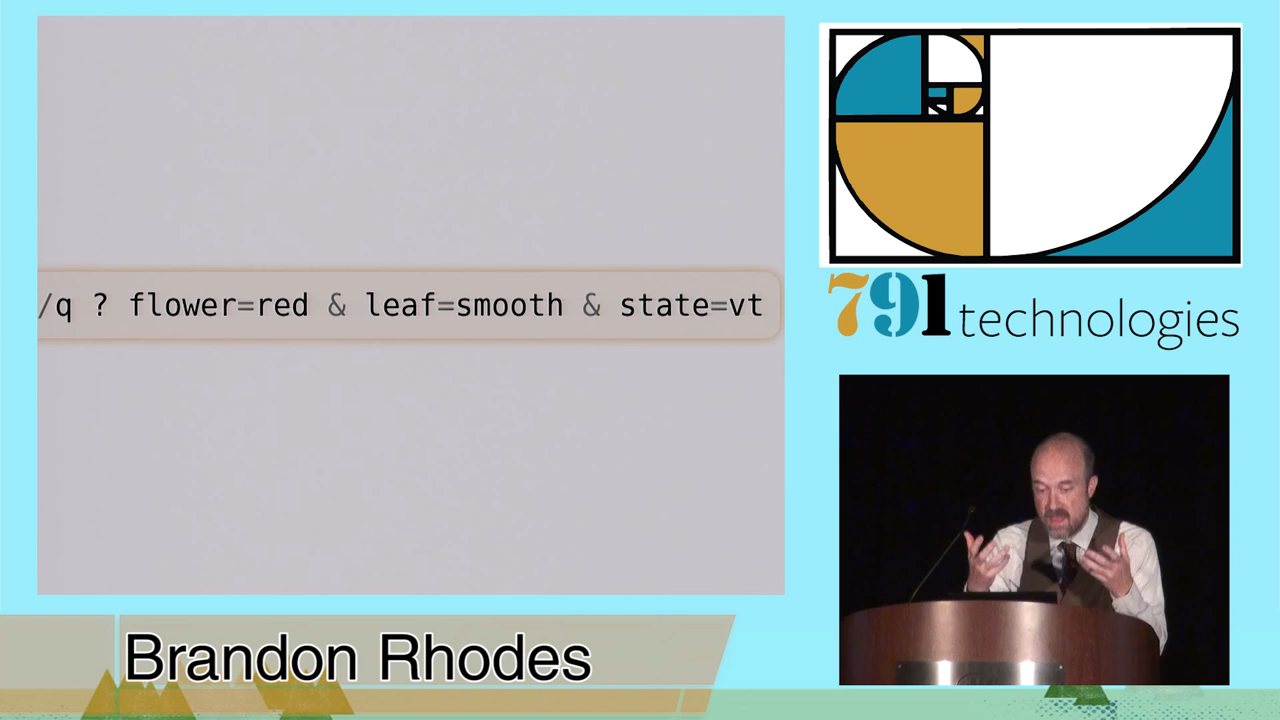 /q ? flower=red & leaf=smooth & state=vt
791 technologies
Brandon Rhodes